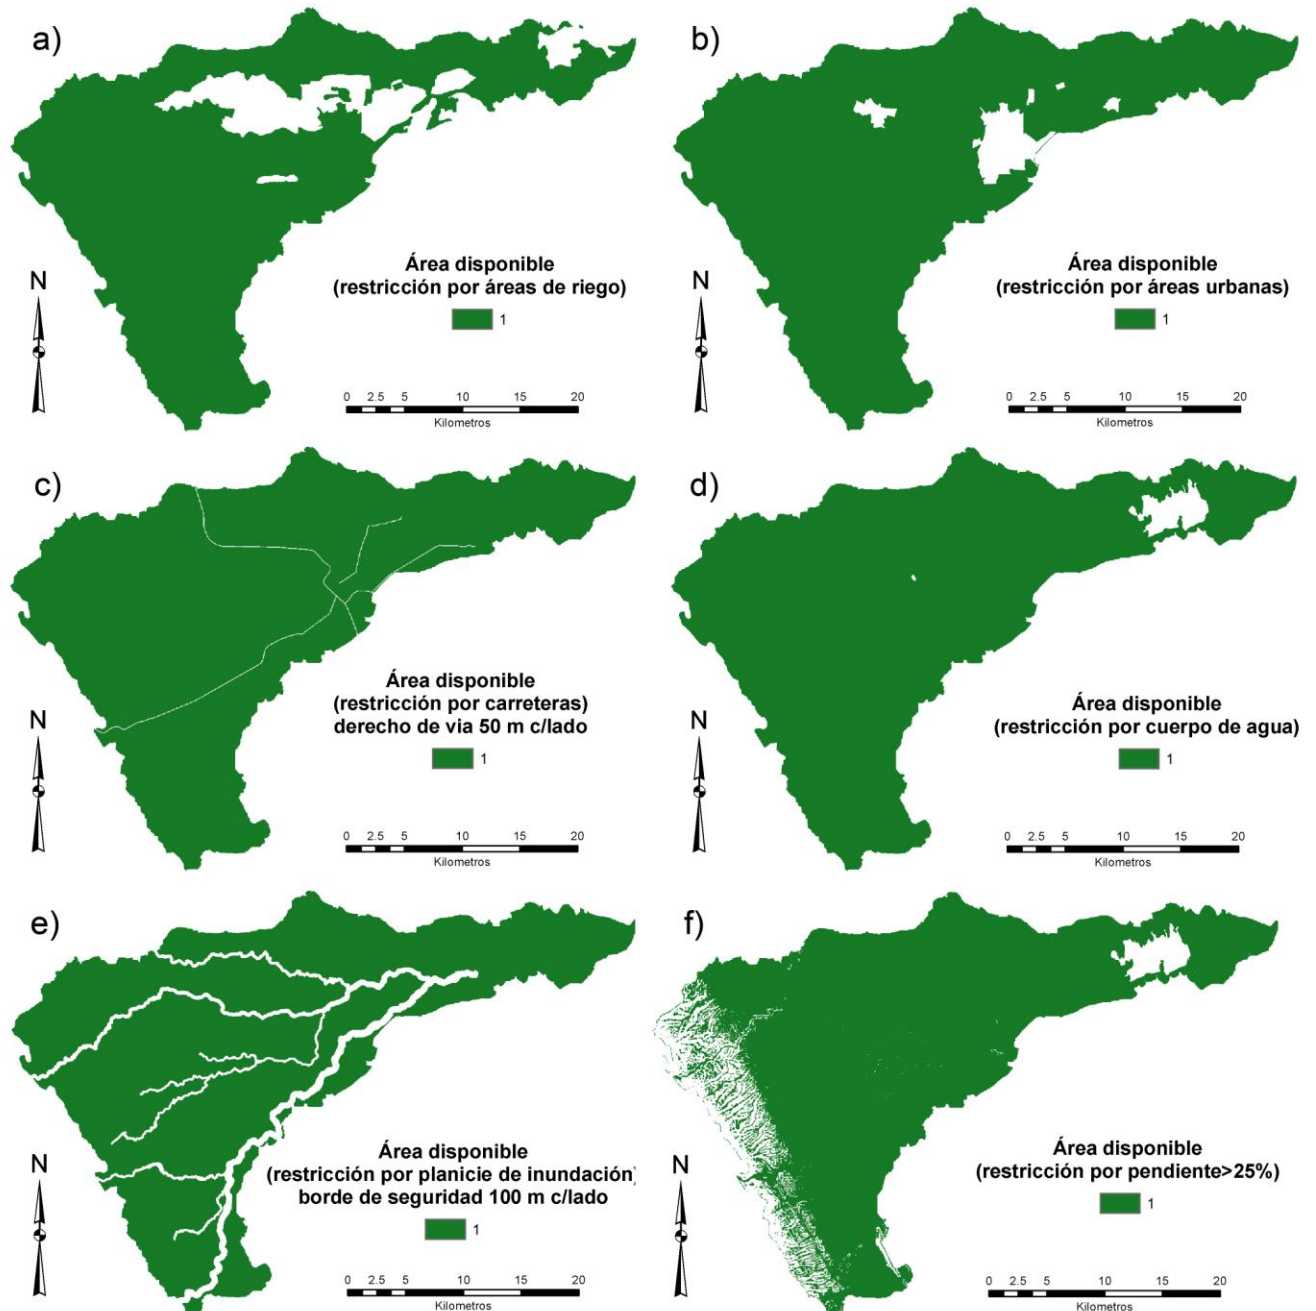 a)
Área disponible
(restricción por áreas de riego)
1
N
0 2.5 5 10 15 20
Kilometros
b)
Área disponible
(restricción por áreas urbanas)
1
N
0 2.5 5 10 15 20
Kilometros
c)
Área disponible
(restricción por carreteras)
derecho de via 50 m c/lado
1
N
0 2.5 5 10 15 20
Kilometros
d)
Área disponible
(restricción por cuerpo de agua)
1
N
0 2.5 5 10 15 20
Kilometros
e)
Área disponible
(restricción por planicie de inundación)
borde de seguridad 100 m c/lado
1
N
0 2.5 5 10 15 20
Kilometros
f)
Área disponible
(restricción por pendiente>25%)
1
N
0 2.5 5 10 15 20
Kilometros